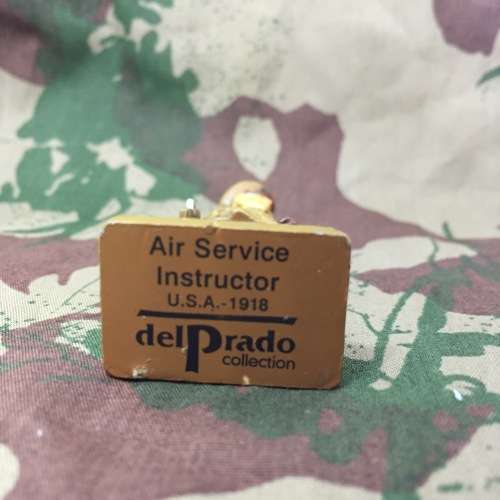 Air Service
Instructor
U.S.A.-1918
delPrado
collection